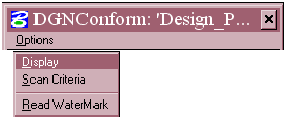 DGNConform: 'Design_P...
Options
Display
Scan Criteria
Read WaterMark